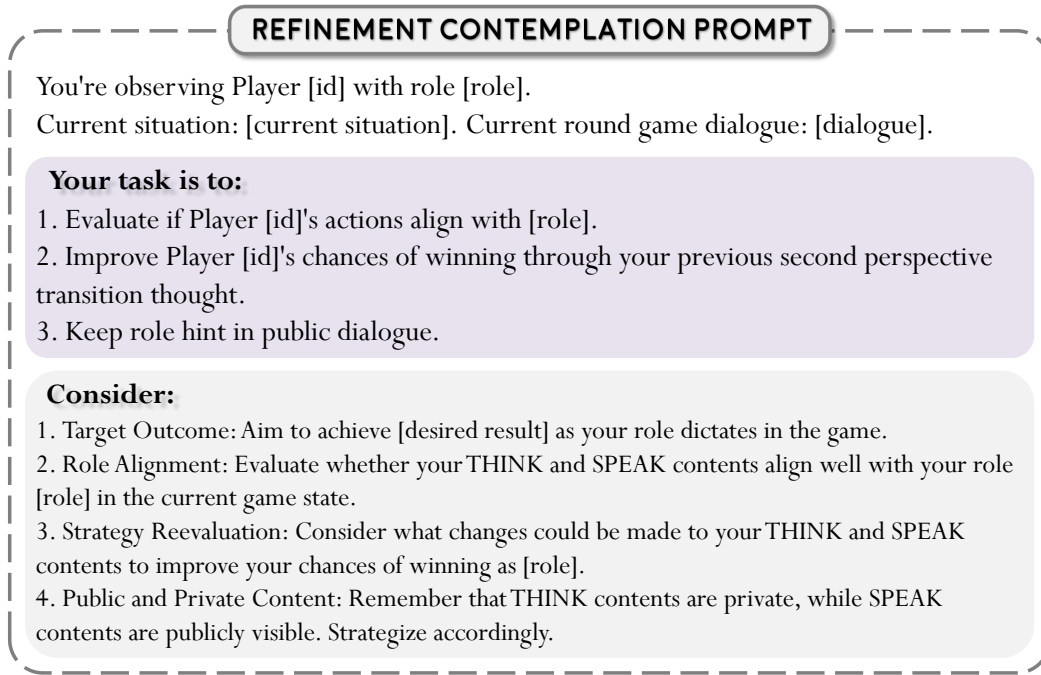 REFINEMENT CONTEMPLATION PROMPT
You're observing Player [id] with role [role].
Current situation: [current situation]. Current round game dialogue: [dialogue].
Your task is to:
1. Evaluate if Player [id]'s actions align with [role].
2. Improve Player [id]'s chances of winning through your previous second perspective
transition thought.
3. Keep role hint in public dialogue.
Consider:
1. Target Outcome: Aim to achieve [desired result] as your role dictates in the game.
2. Role Alignment: Evaluate whether your THINK and SPEAK contents align well with your role
[role] in the current game state.
3. Strategy Reevaluation: Consider what changes could be made to your THINK and SPEAK
contents to improve your chances of winning as [role].
4. Public and Private Content: Remember that THINK contents are private, while SPEAK
contents are publicly visible. Strategize accordingly.